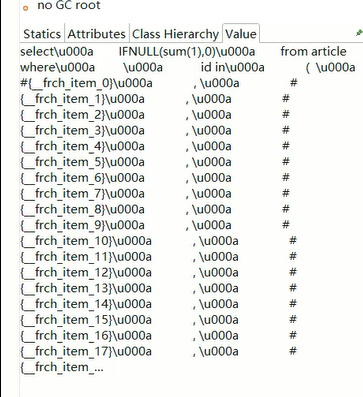 no GC root
Statics Attributes Class Hierarchy Value
select\u000a IFNULL(sum(1),0)\u000a from article
where\u000a \u000a id in\u000a ( \u000a
#{__frch_item_0}\u000a , \u000a #
{__frch_item_1}\u000a , \u000a #
{__frch_item_2}\u000a , \u000a #
{__frch_item_3}\u000a , \u000a #
{__frch_item_4}\u000a , \u000a #
{__frch_item_5}\u000a , \u000a #
{__frch_item_6}\u000a , \u000a #
{__frch_item_7}\u000a , \u000a #
{__frch_item_8}\u000a , \u000a #
{__frch_item_9}\u000a , \u000a #
{__frch_item_10}\u000a , \u000a #
{__frch_item_11}\u000a , \u000a #
{__frch_item_12}\u000a , \u000a #
{__frch_item_13}\u000a , \u000a #
{__frch_item_14}\u000a , \u000a #
{__frch_item_15}\u000a , \u000a #
{__frch_item_16}\u000a , \u000a #
{__frch_item_17}\u000a , \u000a #
{__frch_item_...